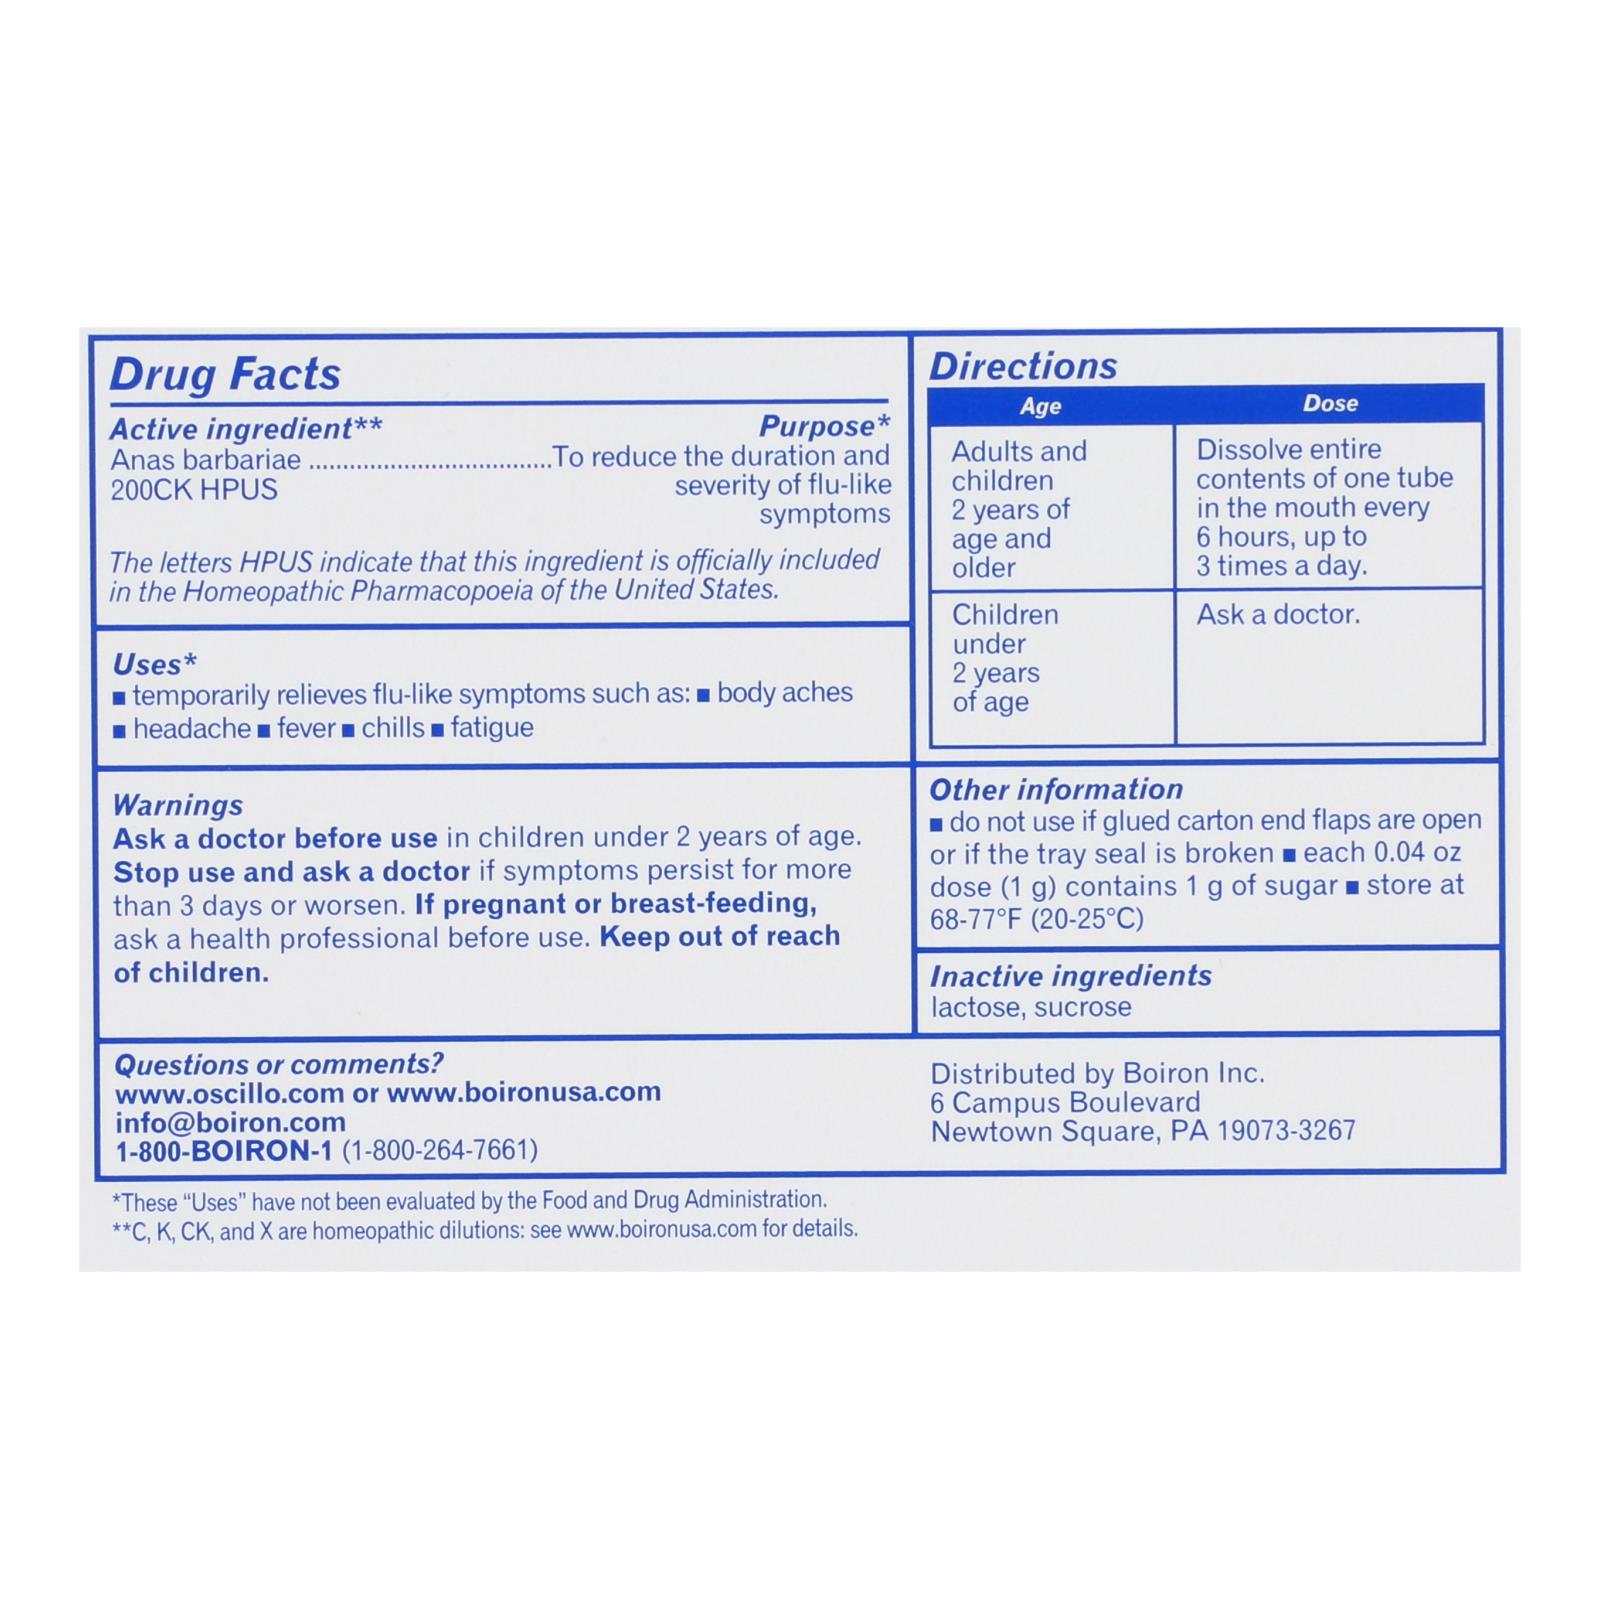 Drug Facts
Active ingredient** Purpose*
Anas barbariae ....................................To reduce the duration and
200CK HPUS severity of flu-like
symptoms
The letters HPUS indicate that this ingredient is officially included
in the Homeopathic Pharmacopoeia of the United States.
Uses*
■ temporarily relieves flu-like symptoms such as: ■ body aches
■ headache ■ fever ■ chills ■ fatigue
Warnings
Ask a doctor before use in children under 2 years of age.
Stop use and ask a doctor if symptoms persist for more
than 3 days or worsen. If pregnant or breast-feeding,
ask a health professional before use. Keep out of reach
of children.
Directions
Age Dose
Adults and
children
2 years of
age and
older
Dissolve entire
contents of one tube
in the mouth every
6 hours, up to
3 times a day.
Children
under
2 years
of age
Ask a doctor.
Other information
■ do not use if glued carton end flaps are open
or if the tray seal is broken ■ each 0.04 oz
dose (1 g) contains 1 g of sugar ■ store at
68-77°F (20-25°C)
Inactive ingredients
lactose, sucrose
Questions or comments?
www.oscillo.com or www.boironusa.com
info@boiron.com
1-800-BOIRON-1 (1-800-264-7661)
Distributed by Boiron Inc.
6 Campus Boulevard
Newtown Square, PA 19073-3267
*These “Uses” have not been evaluated by the Food and Drug Administration.
**C, K, CK, and X are homeopathic dilutions: see www.boironusa.com for details.